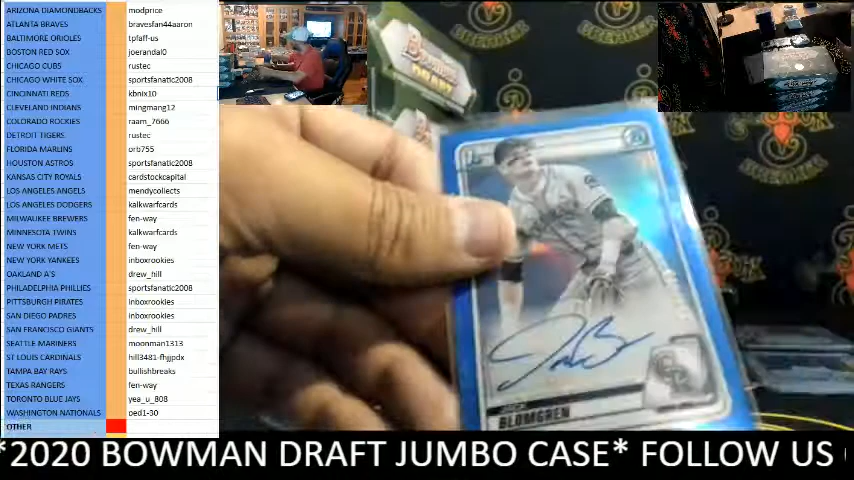 ARIZONA DIAMONDBACKS modprice
ATLANTA BRAVES bravesfan44aaron
BALTIMORE ORIOLES tpfaff-us
BOSTON RED SOX joerandal0
CHICAGO CUBS rustec
CHICAGO WHITE SOX sportsfanatic2008
CINCINNATI REDS kbnix10
CLEVELAND INDIANS mingmang12
COLORADO ROCKIES raam_7666
DETROIT TIGERS rustec
FLORIDA MARLINS orb755
HOUSTON ASTROS sportsfanatic2008
KANSAS CITY ROYALS cardstockcapital
LOS ANGELES ANGELS mendycollects
LOS ANGELES DODGERS kalkwarfcards
MILWAUKEE BREWERS fen-way
MINNESOTA TWINS kalkwarfcards
NEW YORK METS fen-way
NEW YORK YANKEES inboxrookies
OAKLAND A'S drew_hill
PHILADELPHIA PHILLIES sportsfanatic2008
PITTSBURGH PIRATES inboxrookies
SAN DIEGO PADRES inboxrookies
SAN FRANCISCO GIANTS drew_hill
SEATTLE MARINERS moonman1313
ST LOUIS CARDINALS hill3481-fhjjpdx
TAMPA BAY RAYS bullishbreaks
TEXAS RANGERS fen-way
TORONTO BLUE JAYS yea_u_808
WASHINGTON NATIONALS ped1-30
OTHER
DRAFT
BREAKER
BLOMGREN
*2020 BOWMAN DRAFT JUMBO CASE* FOLLOW US